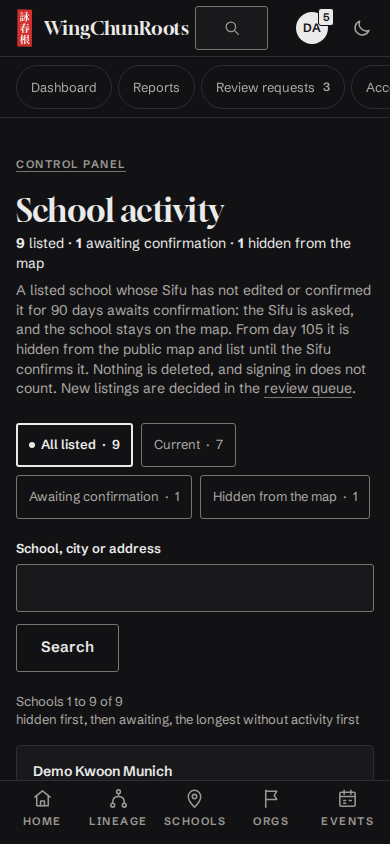 詠春根
WingChunRoots
DA
5
Dashboard
Reports
Review requests 3
Acc
CONTROL PANEL
School activity
9 listed · 1 awaiting confirmation · 1 hidden from the
map
A listed school whose Sifu has not edited or confirmed
it for 90 days awaits confirmation: the Sifu is asked,
and the school stays on the map. From day 105 it is
hidden from the public map and list until the Sifu
confirms it. Nothing is deleted, and signing in does not
count. New listings are decided in the review queue.
All listed · 9
Current · 7
Awaiting confirmation · 1
Hidden from the map · 1
School, city or address
Search
Schools 1 to 9 of 9
hidden first, then awaiting, the longest without activity first
Demo Kwoon Munich
HOME
LINEAGE
SCHOOLS
ORGS
EVENTS